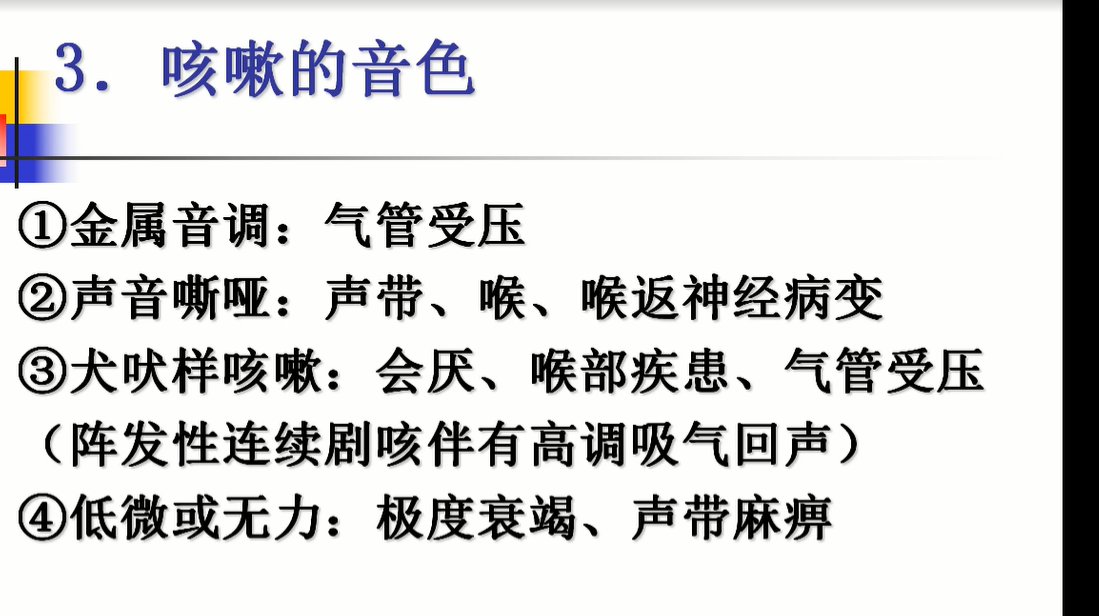 3．咳嗽的音色
①金属音调：气管受压
②声音嘶哑：声带、喉、喉返神经病变
③犬吠样咳嗽：会厌、喉部疾患、气管受压
（阵发性连续剧咳伴有高调吸气回声）
④低微或无力：极度衰竭、声带麻痹